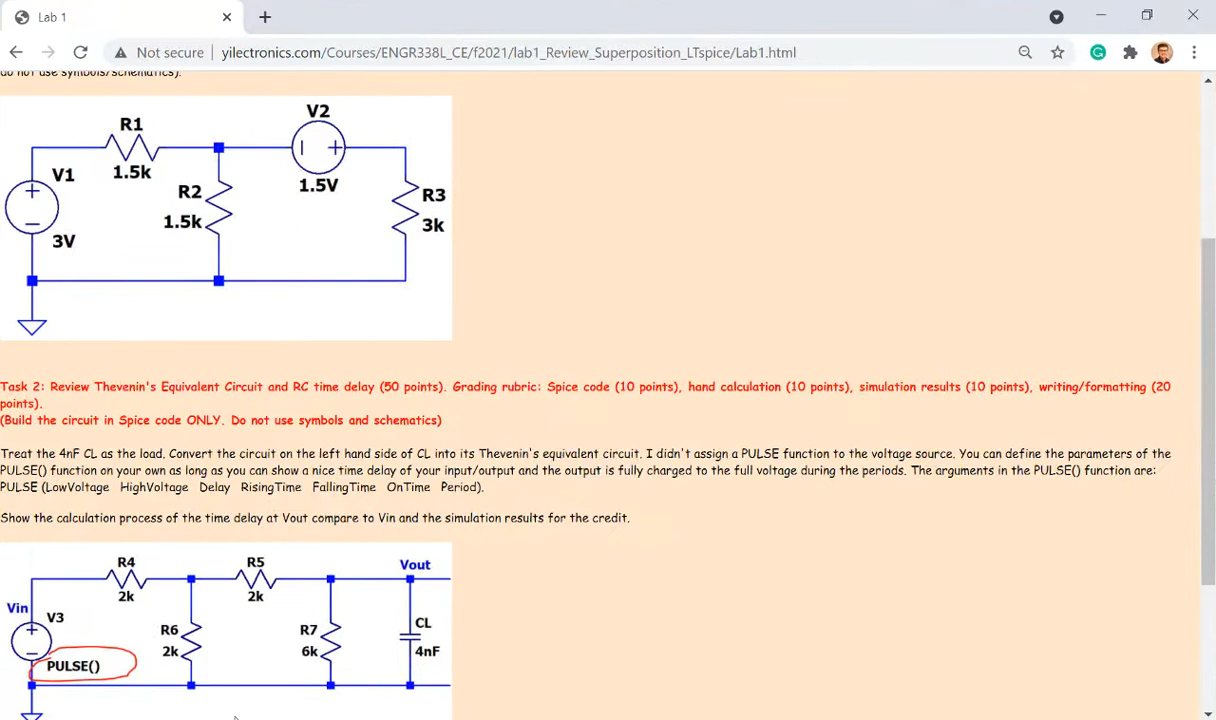 Lab 1
Not secure yilectronics.com/Courses/ENGR338L_CE/f2021/lab1_Review_Superposition_LTspice/Lab1.html
do not use symbols/schematics).
V2
R1
1.5k
V1
1.5V
R2
R3
1.5k
3k
3V
Task 2: Review Thevenin's Equivalent Circuit and RC time delay (50 points). Grading rubric: Spice code (10 points), hand calculation (10 points), simulation results (10 points), writing/formatting (20
points).
(Build the circuit in Spice code ONLY. Do not use symbols and schematics)
Treat the 4nF CL as the load. Convert the circuit on the left hand side of CL into its Thevenin's equivalent circuit. I didn't assign a PULSE function to the voltage source. You can define the parameters of the
PULSE() function on your own as long as you can show a nice time delay of your input/output and the output is fully charged to the full voltage during the periods. The arguments in the PULSE() function are:
PULSE (LowVoltage HighVoltage Delay RisingTime FallingTime OnTime Period).
Show the calculation process of the time delay at Vout compare to Vin and the simulation results for the credit.
R4
R5
Vout
2k
2k
Vin
V3
R6
R7
CL
2k
6k
4nF
PULSE()